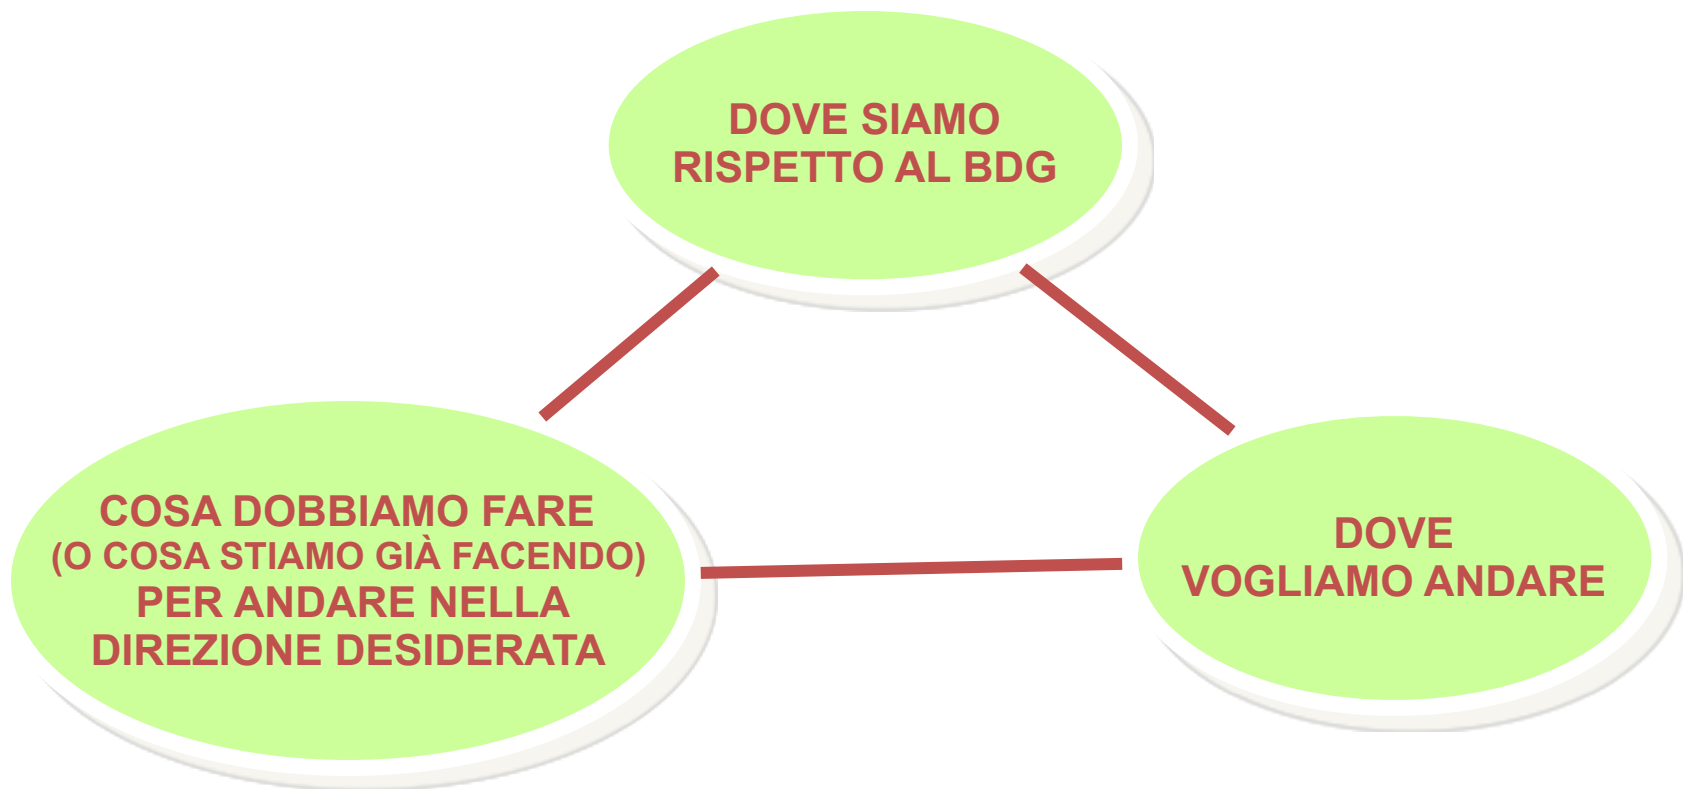 DOVE SIAMO
RISPETTO AL BDG
COSA DOBBIAMO FARE
(O COSA STIAMO GIÀ FACENDO)
PER ANDARE NELLA
DIREZIONE DESIDERATA
DOVE
VOGLIAMO ANDARE